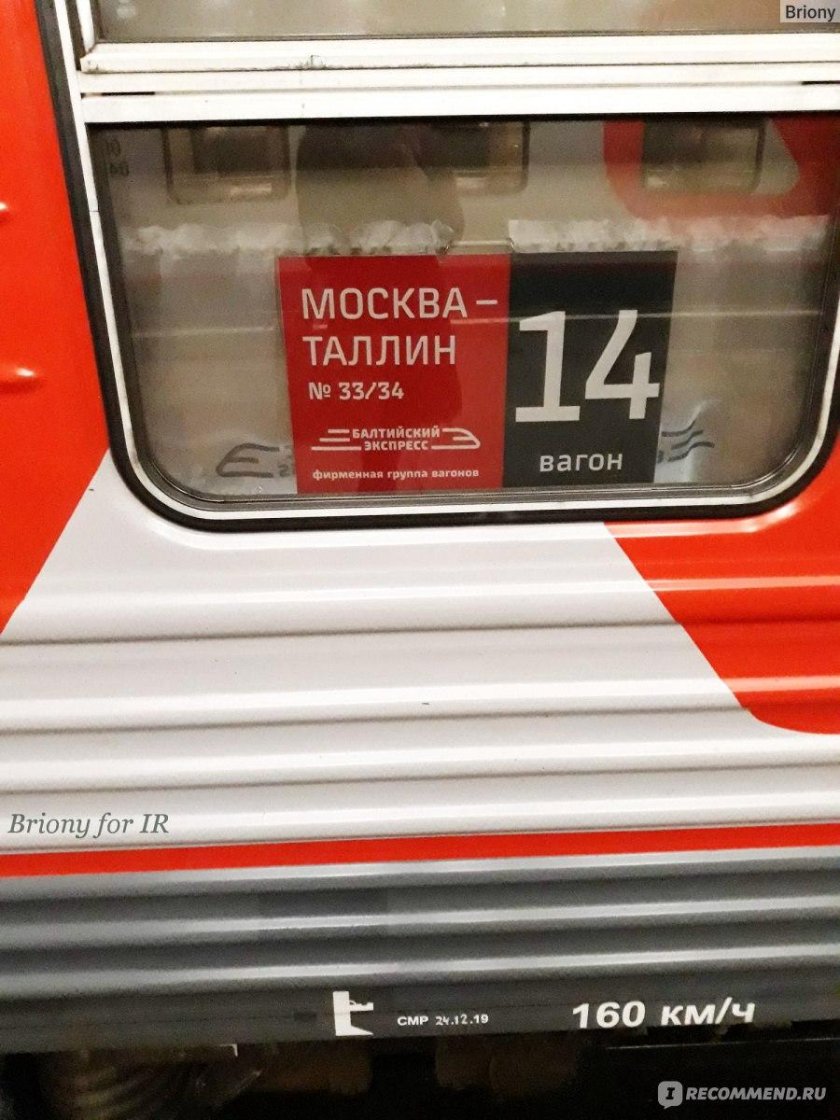 Briony
МОСКВА –
ТАЛЛИН
№ 33/34
БАЛТИЙСКИЙ
ЭКСПРЕСС
фирменная группа вагонов
14
вагон
Briony for IR
СМР 24.12.19
160 км/ч
IRECOMMEND.RU